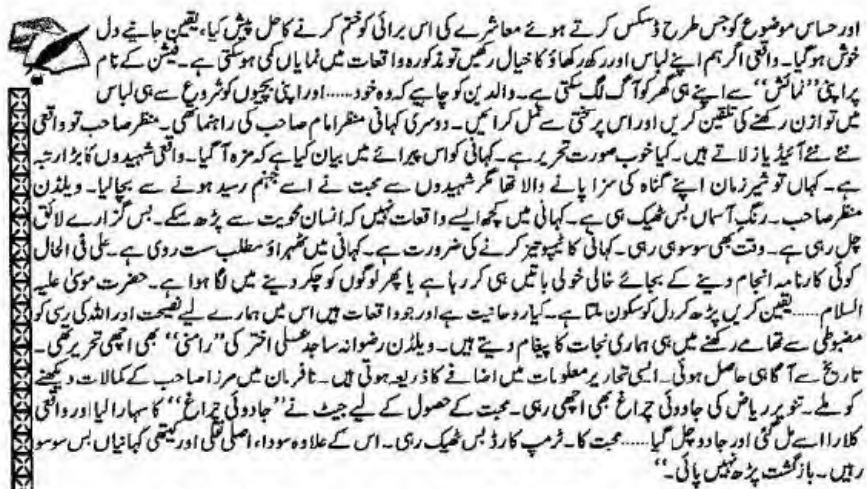 اور حساس موضوع کو جس طرح ڈسکس کرتے ہوئے معاشرے کی اس برائی کو ختم کرنے کا حل پیش کیا، یقین جانیے دل
خوش ہو گیا۔ واقعی اگر ہم اپنے لباس اور رکھ رکھاؤ کا خیال رکھیں تو مذکورہ واقعات میں نمایاں کمی ہو سکتی ہے۔ فیشن کے نام
پر اپنی ’’نمائش‘‘ سے اپنے ہی گھر کو آگ لگ سکتی ہے۔ والدین کو چاہیے کہ وہ خود..... اور اپنی بچیوں کو شروع سے ہی لباس
میں توازن رکھنے کی تلقین کریں اور اس پر سختی سے عمل کرائیں۔ دوسری کہانی منظر امام صاحب کی راہنما تھی۔ منظر صاحب تو واقعی
نئے نئے آئیڈیاز لاتے ہیں۔ کیا خوب صورت تحریر ہے۔ کہانی کو اس پیرائے میں بیان کیا ہے کہ مزہ آ گیا۔ واقعی شہیدوں کا بڑا رتبہ
ہے۔ کہاں تو شیر زمان اپنے گناہ کی سزا پانے والا تھا مگر شہیدوں سے محبت نے اسے جہنم رسید ہونے سے بچا لیا۔ ویلڈن
منظر صاحب۔ رنگ آسماں بس ٹھیک ہی ہے۔ کہانی میں کچھ ایسے واقعات نہیں کہ انسان محویت سے پڑھ سکے۔ بس گزارے لائق
چل رہی ہے۔ وقت بھی سو سو ہی رہی۔ کہانی کا ٹیمپو تیز کرنے کی ضرورت ہے۔ کہانی میں ٹھہراؤ مطلب سست روی ہے۔ علی فی الحال
کوئی کارنامہ انجام دینے کے بجائے خالی خولی باتیں ہی کر رہا ہے یا پھر لوگوں کو چکر دینے میں لگا ہوا ہے۔ حضرت موسیٰ علیہ
السلام..... یقین کریں پڑھ کر دل کو سکون ملتا ہے۔ کیا روحانیت ہے اور جو واقعات ہیں اس میں ہمارے لیے نصیحت اور اللہ کی رسی کو
مضبوطی سے تھامے رکھنے میں ہی ہماری نجات کا پیغام دیتے ہیں۔ ویلڈن رضوانہ ساجد علی اختر کی ’’رامنی‘‘ بھی اچھی تحریر تھی۔
تاریخ سے آگاہی حاصل ہوئی۔ ایسی تحاریر معلومات میں اضافے کا ذریعہ ہوتی ہیں۔ نافرمان میں مرزا صاحب کے کمالات دیکھنے
کو ملے۔ تنویر ریاض کی جادوئی چراغ بھی اچھی رہی۔ محبت کے حصول کے لیے جیٹ نے ’’جادوئی چراغ‘‘ کا سہارا لیا اور واقعی
کلارا اسے مل گئی اور جادو چل گیا..... محبت کا۔ ٹرمپ کارڈ بس ٹھیک رہی۔ اس کے علاوہ سودا، اصلی نقلی اور کیتھی کہانیاں بس سو سو
رہیں۔ بازگشت پڑھ نہیں پائی۔‘‘